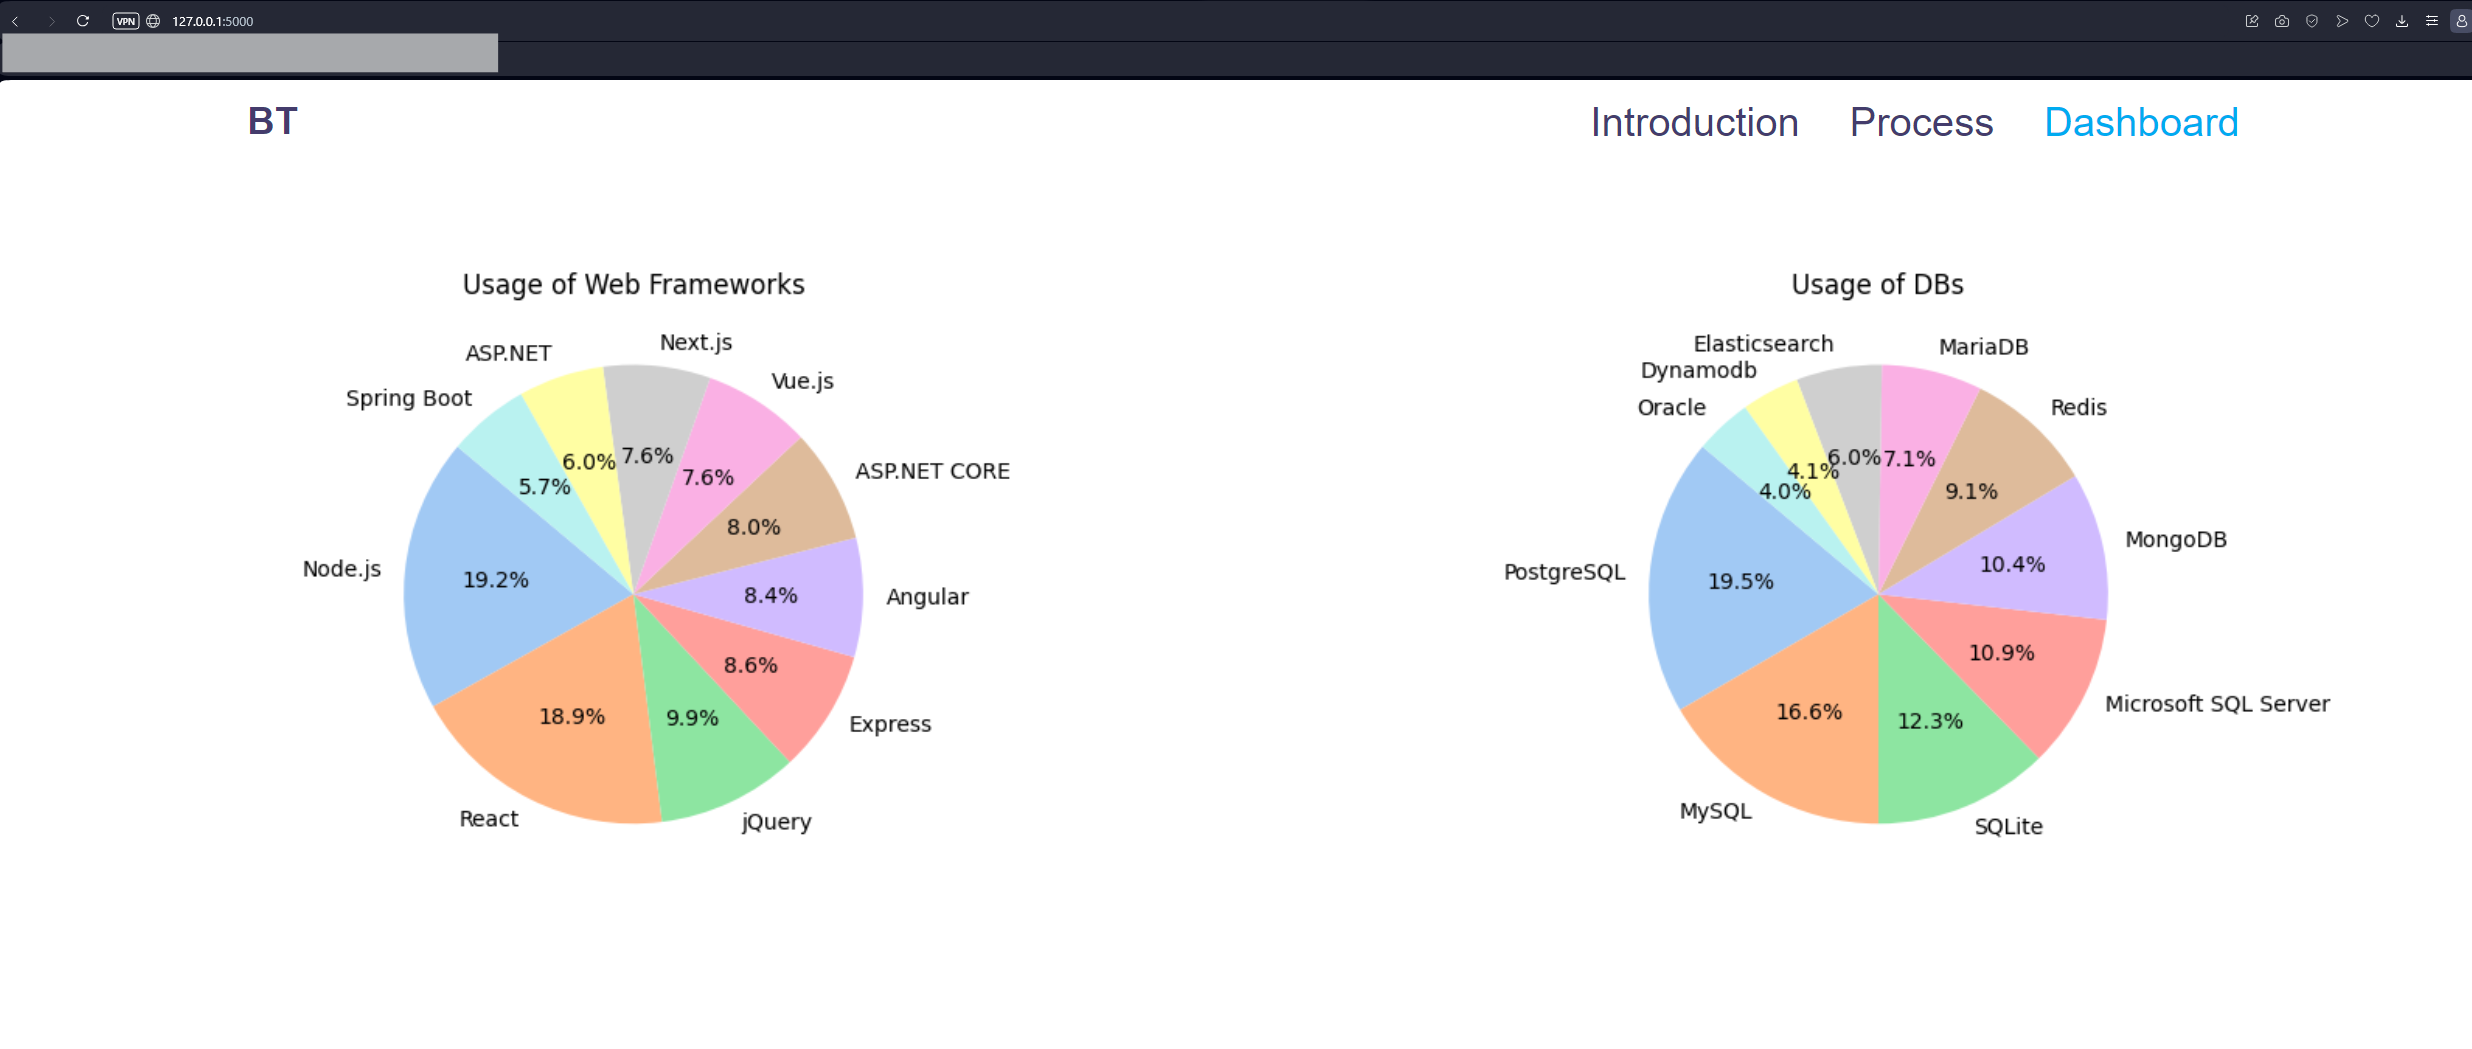 VPN 127.0.0.1:5000
BT Introduction Process Dashboard
Usage of Web Frameworks
Next.js
ASP.NET
Vue.js
Spring Boot
ASP.NET CORE
Node.js
Angular
Express
React
jQuery
7.6%
6.0%
7.6%
5.7%
8.0%
19.2%
8.4%
8.6%
18.9%
9.9%
Usage of DBs
Elasticsearch
MariaDB
Dynamodb
Oracle
Redis
MongoDB
PostgreSQL
Microsoft SQL Server
MySQL
SQLite
6.0%
7.1%
4.1%
4.0%
9.1%
10.4%
19.5%
10.9%
16.6%
12.3%